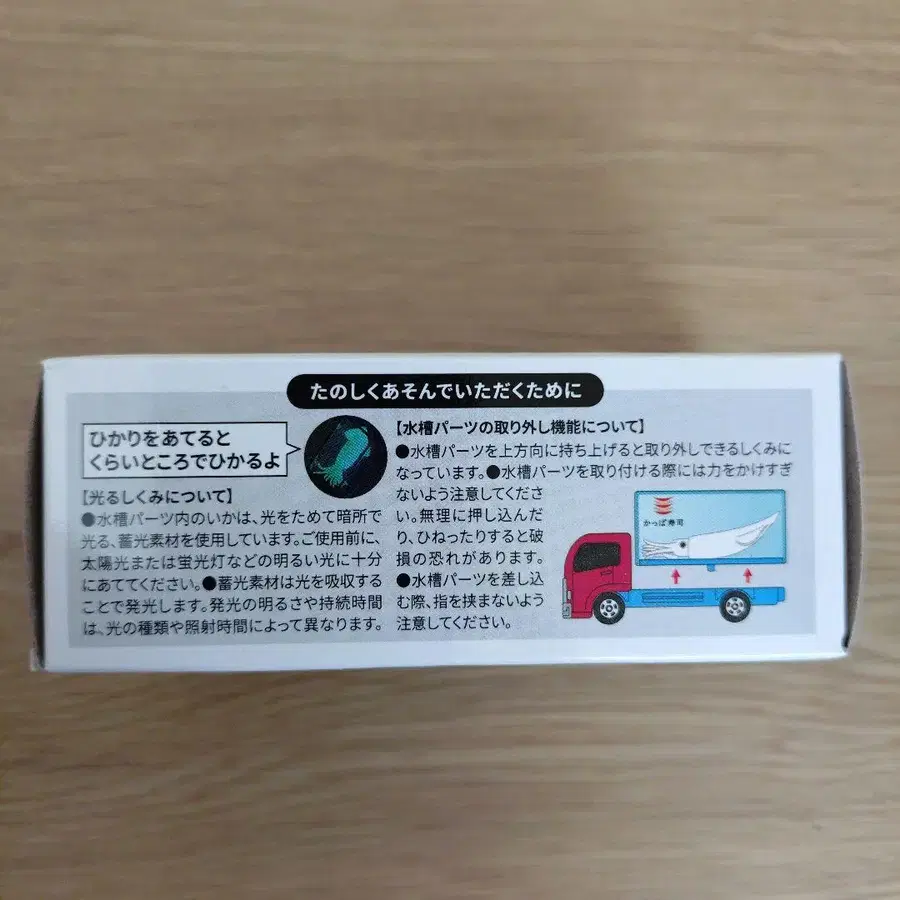 たのしくあそんでいただくために
ひかりをあてると
くらいところでひかるよ
【光るしくみについて】
●水槽パーツ内のいかは、光をためて暗所で
光る、蓄光素材を使用しています。ご使用前に、
太陽光または蛍光灯などの明るい光に十分
にあててください。●蓄光素材は光を吸収する
ことで発光します。発光の明るさや持続時間
は、光の種類や照射時間によって異なります。
【水槽パーツの取り外し機能について】
●水槽パーツを上方向に持ち上げると取り外しできるしくみに
なっています。●水槽パーツを取り付ける際には力をかけすぎ
ないよう注意してくださ
い。無理に押し込んだ
り、ひねったりすると破
損の恐れがあります。
●水槽パーツを差し込
む際、指を挟まないよう
注意してください。
かっぱ寿司